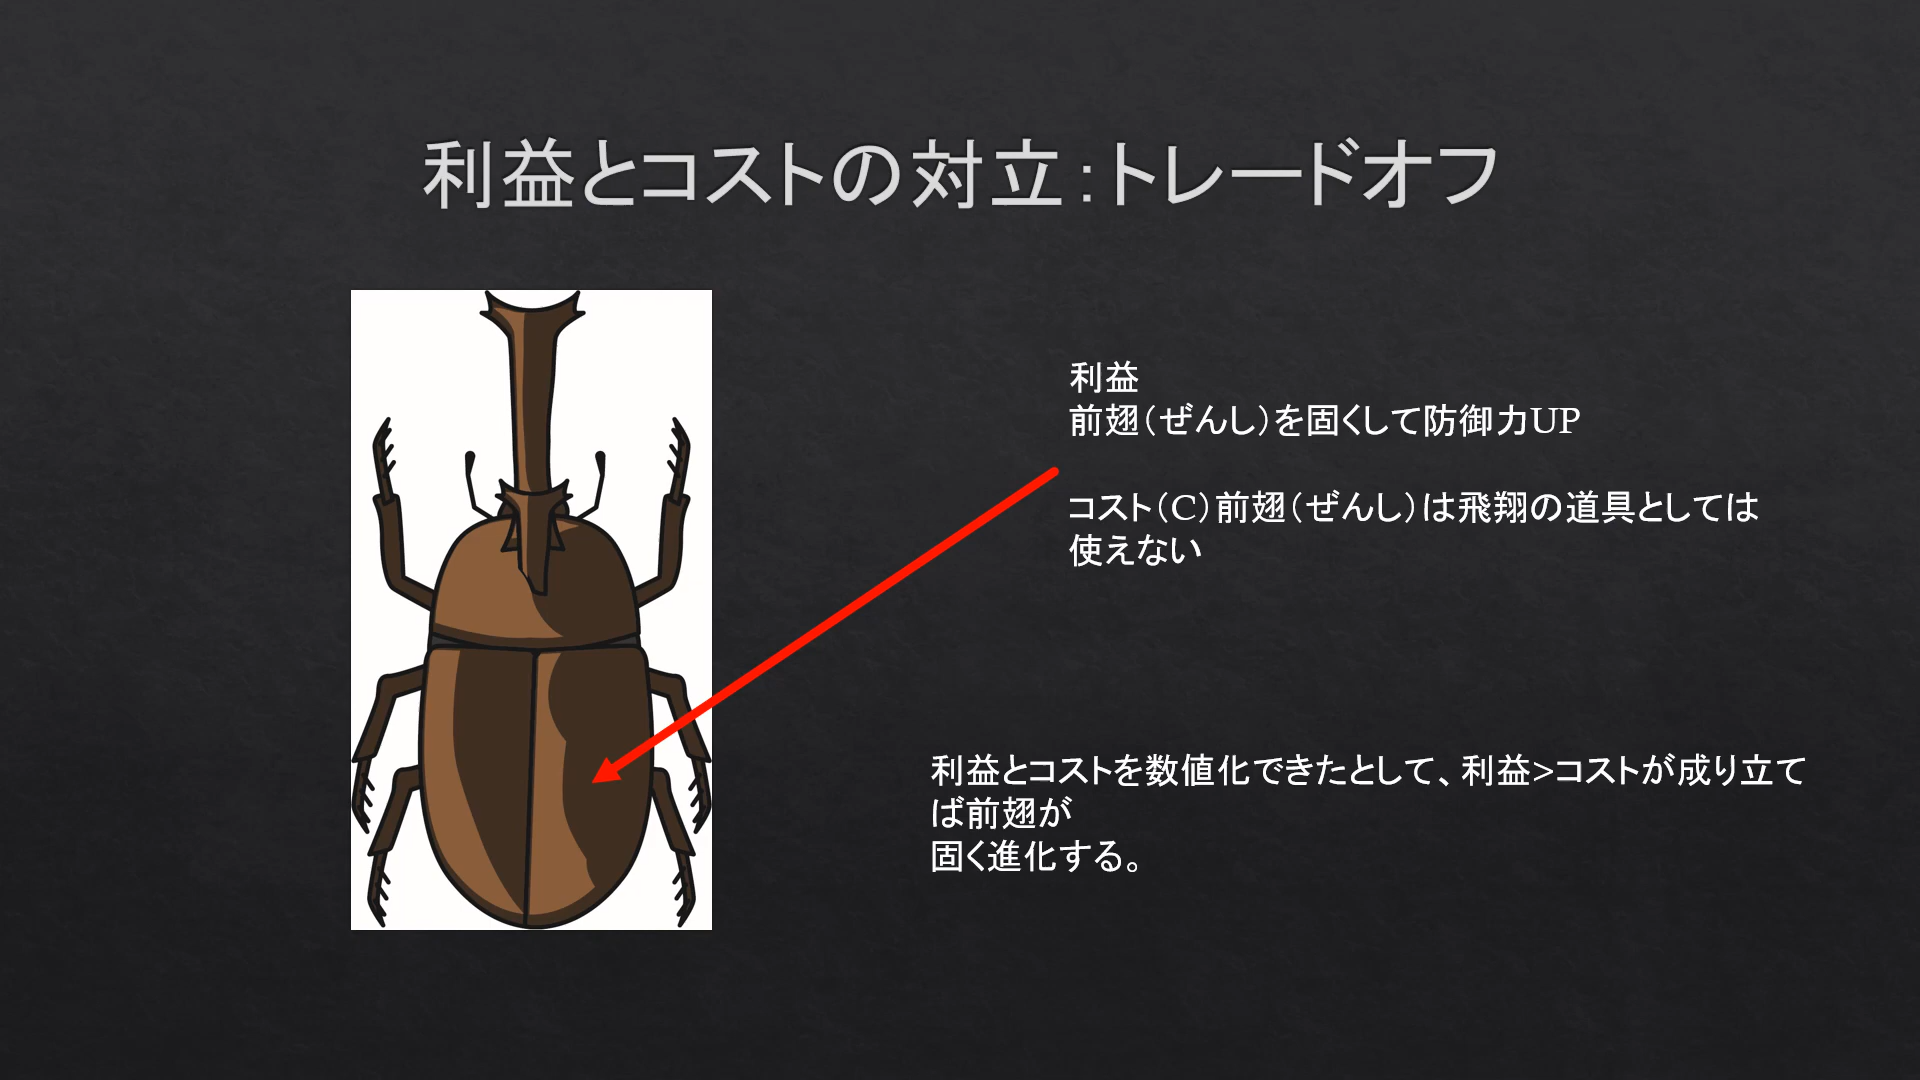 利益とコストの対立：トレードオフ
利益
前翅（ぜんし）を固くして防御力UP
コスト（C）前翅（ぜんし）は飛翔の道具としては
使えない
利益とコストを数値化できたとして、利益>コストが成り立て
ば前翅が
固く進化する。